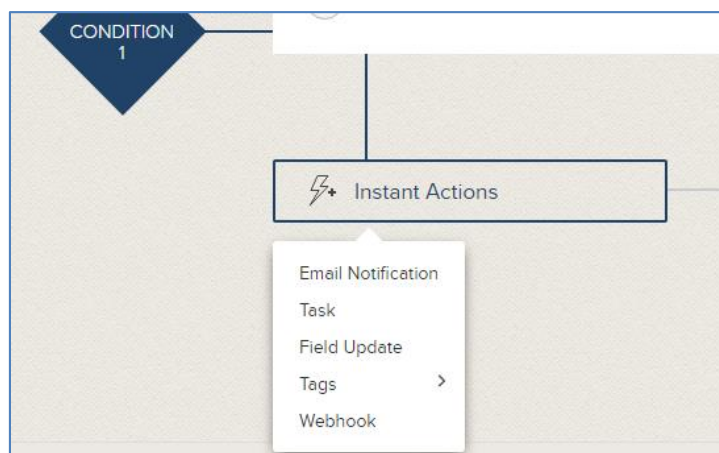 CONDITION
1
Instant Actions
Email Notification
Task
Field Update
Tags
Webhook